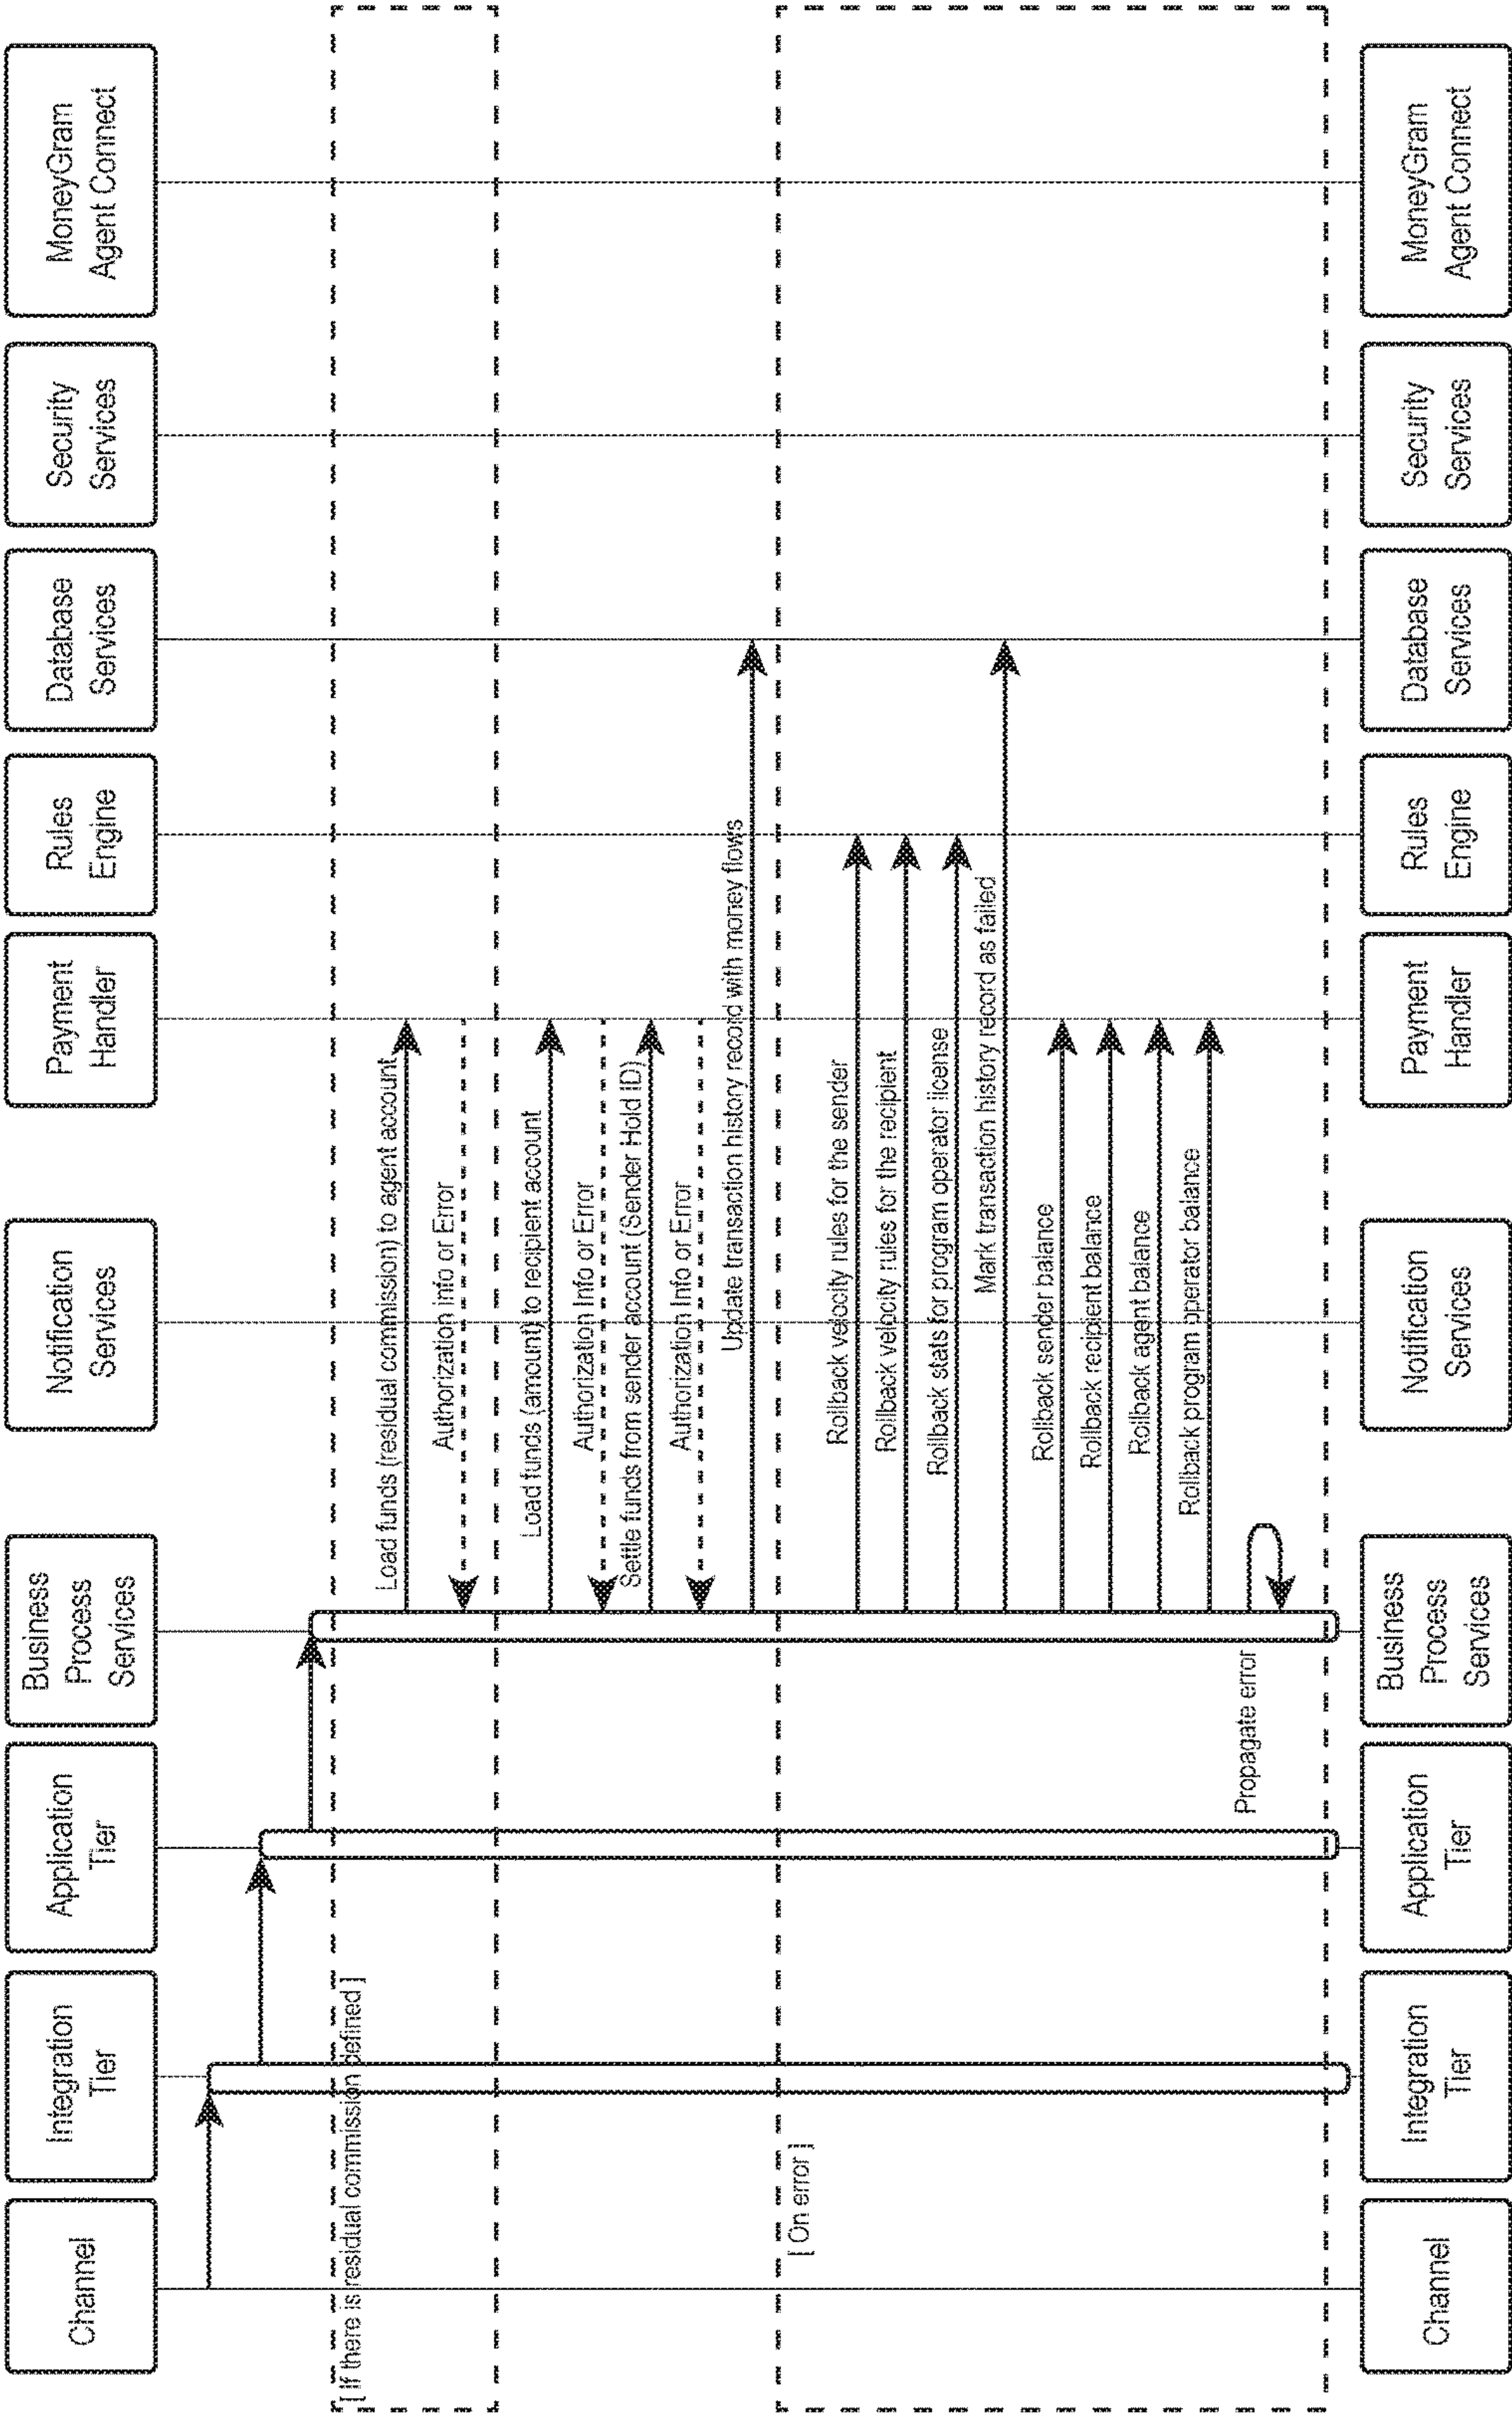 Channel
Integration
Tier
Application
Tier
Business
Process
Services
Notification
Services
Payment
Handler
Rules
Engine
Database
Services
Security
Services
MoneyGram
Agent Connect
[ If there is residual commission defined ]
Load funds (residual commission) to agent account
Authorization info or Error
Load funds (amount) to recipient account
Authorization Info or Error
Settle funds from sender account (Sender Hold ID)
Authorization Info or Error
Update transaction history record with money flows
[ On error ]
Rollback velocity rules for the sender
Rollback velocity rules for the recipient
Rollback stats for program operator license
Mark transaction history record as failed
Rollback sender balance
Rollback recipient balance
Rollback agent balance
Rollback program operator balance
Propagate error
Channel
Integration
Tier
Application
Tier
Business
Process
Services
Notification
Services
Payment
Handler
Rules
Engine
Database
Services
Security
Services
MoneyGram
Agent Connect